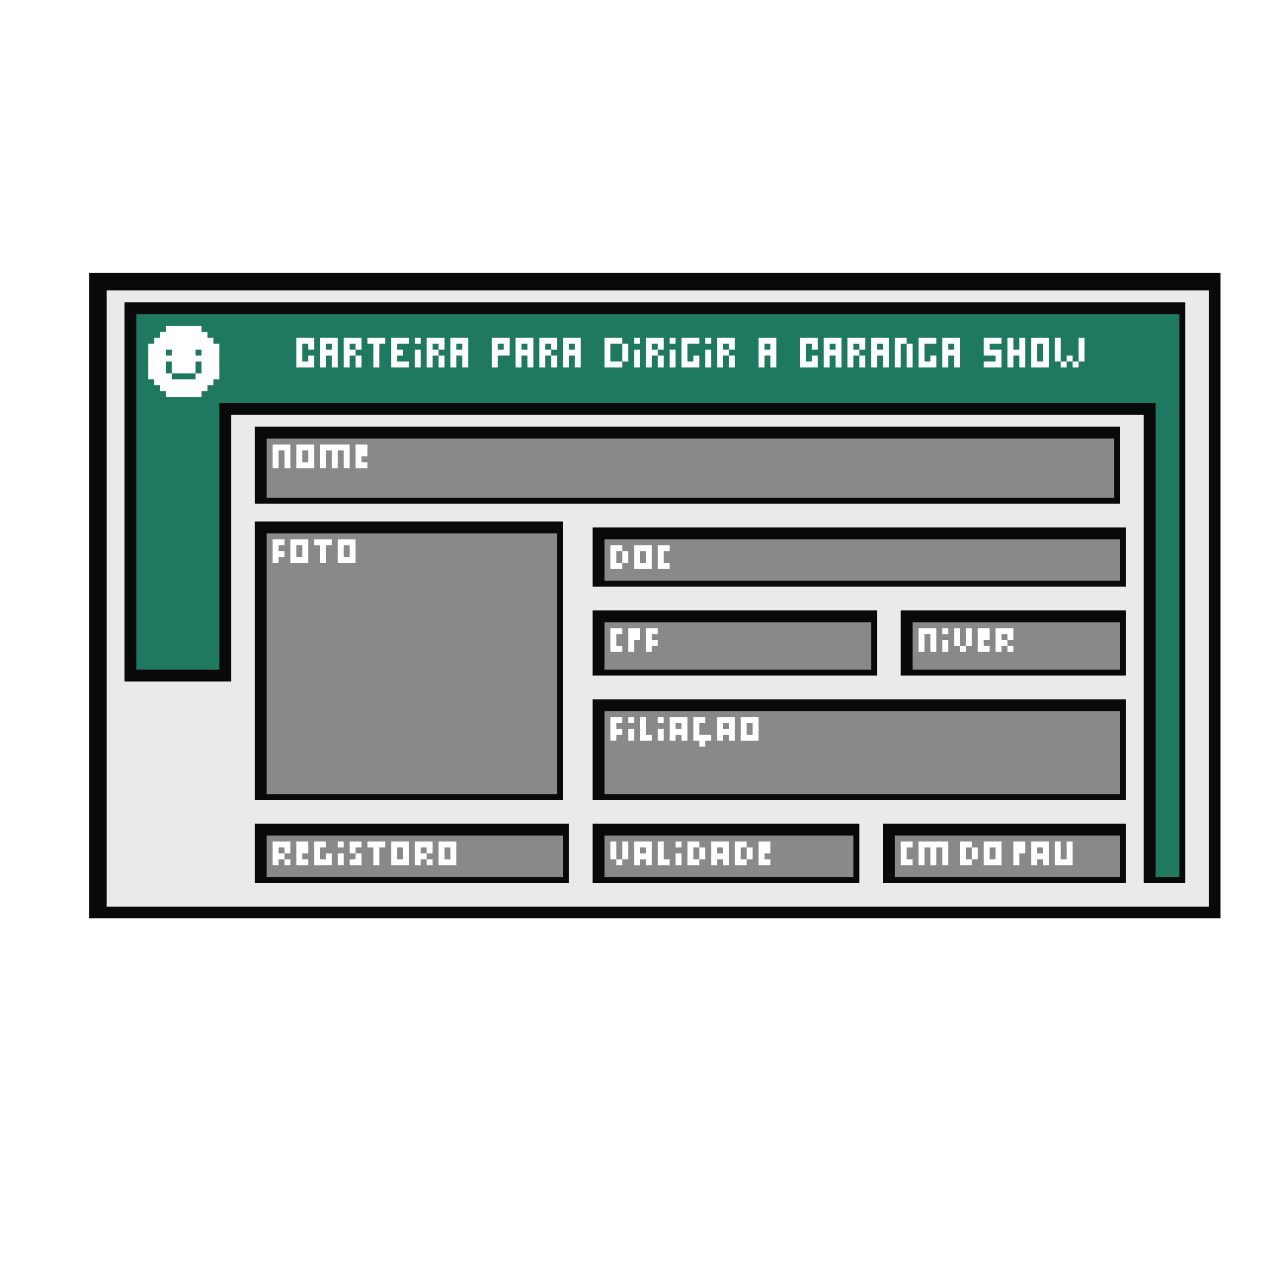 CARTEIRA PARA DIRIGIR A CARANGA SHOW
NOME
FOTO
DOC
CPF
NIVER
FILIAÇAO
REGISTORO
VALIDADE
CM DO PAU